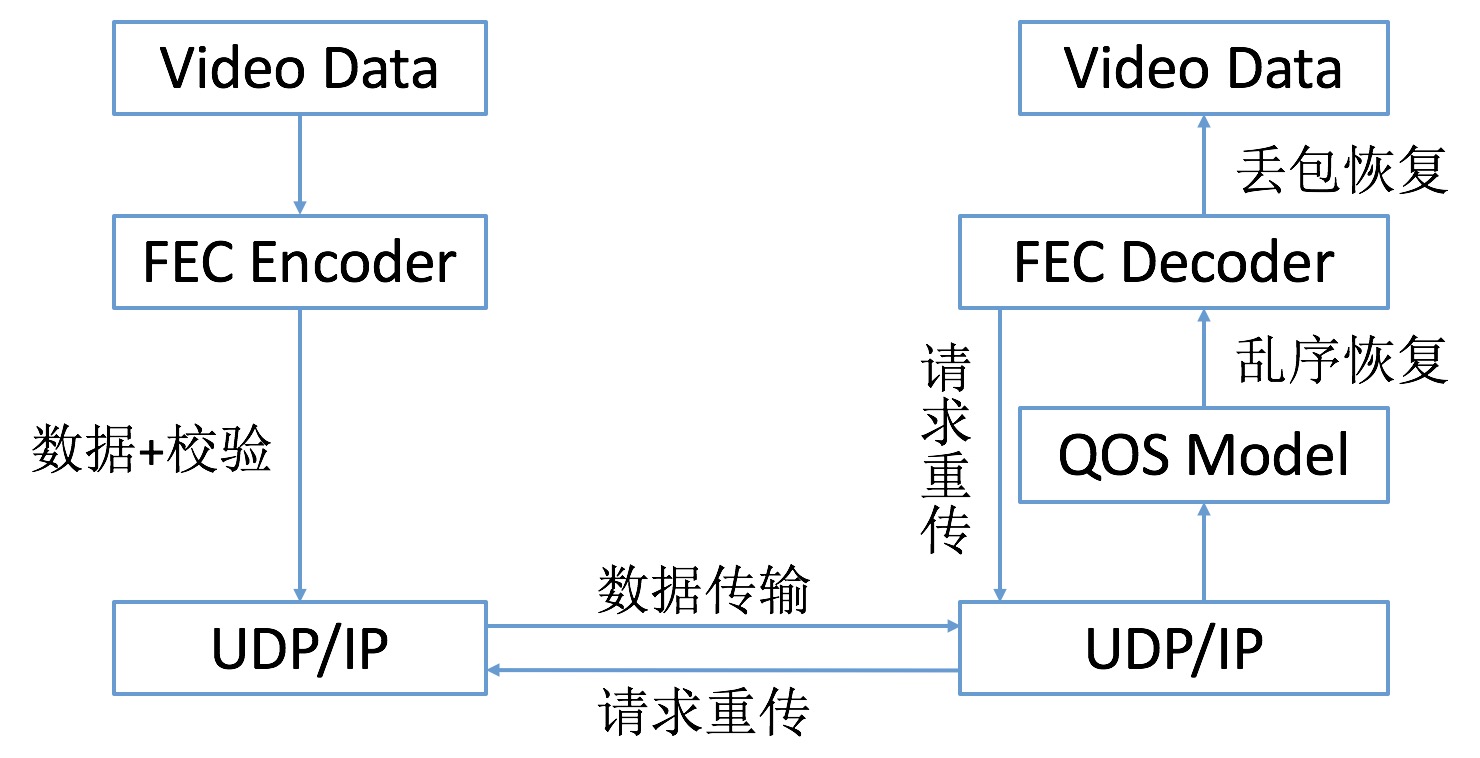 Video Data
FEC Encoder
数据+校验
UDP/IP
数据传输
请求重传
Video Data
丢包恢复
FEC Decoder
乱序恢复
请求重传
QOS Model
UDP/IP